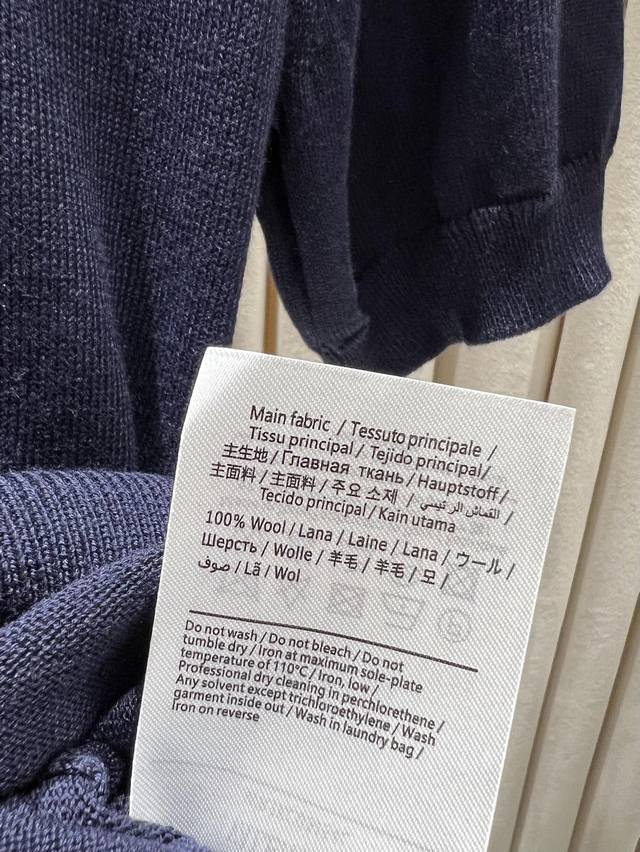 Main fabric / Tessuto principale /
Tissu principal / Tejido principal /
主生地 / Главная ткань / Hauptstoff /
主面料 / 主面料 / 주요 소재 / القماش الرئيسي /
Tecido principal / Kain utama
100% Wool / Lana / Laine / Lana / ウール /
Шерсть / Wolle / 羊毛 / 羊毛 / 모 /
صوف / Lã / Wol
Do not wash / Do not bleach / Do not
tumble dry / Iron at maximum sole-plate
temperature of 110°C / Iron, low /
Professional dry cleaning in perchlorethene /
Any solvent except trichloroethylene / Wash
garment inside out / Wash in laundry bag /
Iron on reverse